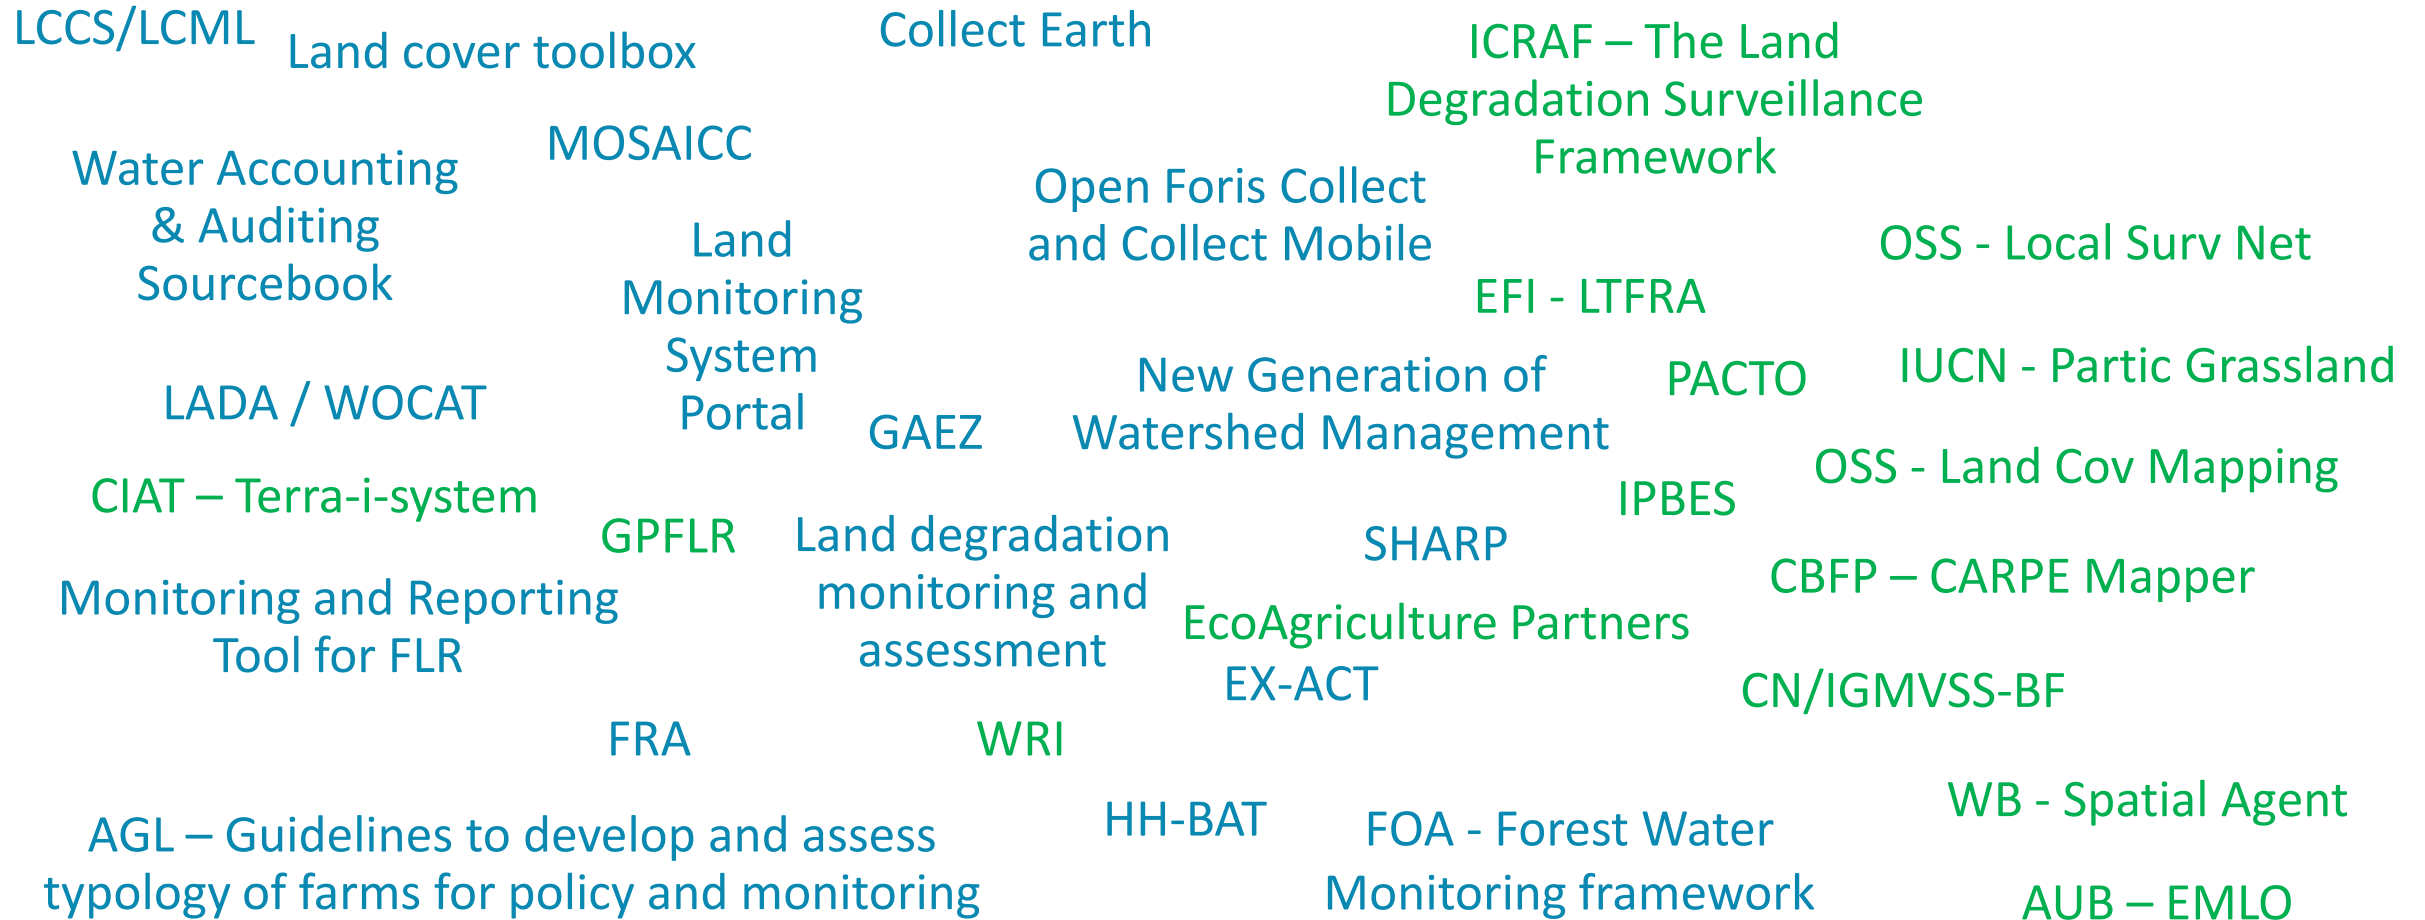 LCCS/LCML
Land cover toolbox
Collect Earth
ICRAF – The Land
Degradation Surveillance
Framework
MOSAICC
Water Accounting
& Auditing
Sourcebook
Open Foris Collect
and Collect Mobile
Land
Monitoring
System
Portal
OSS - Local Surv Net
EFI - LTFRA
New Generation of
Watershed Management
PACTO
IUCN - Partic Grassland
LADA / WOCAT
GAEZ
OSS - Land Cov Mapping
CIAT – Terra-i-system
IPBES
GPFLR
Land degradation
monitoring and
assessment
SHARP
CBFP – CARPE Mapper
Monitoring and Reporting
Tool for FLR
EcoAgriculture Partners
EX-ACT
CN/IGMVSS-BF
FRA
WRI
WB - Spatial Agent
HH-BAT
FOA - Forest Water
Monitoring framework
AGL – Guidelines to develop and assess
typology of farms for policy and monitoring
AUB – EMLO